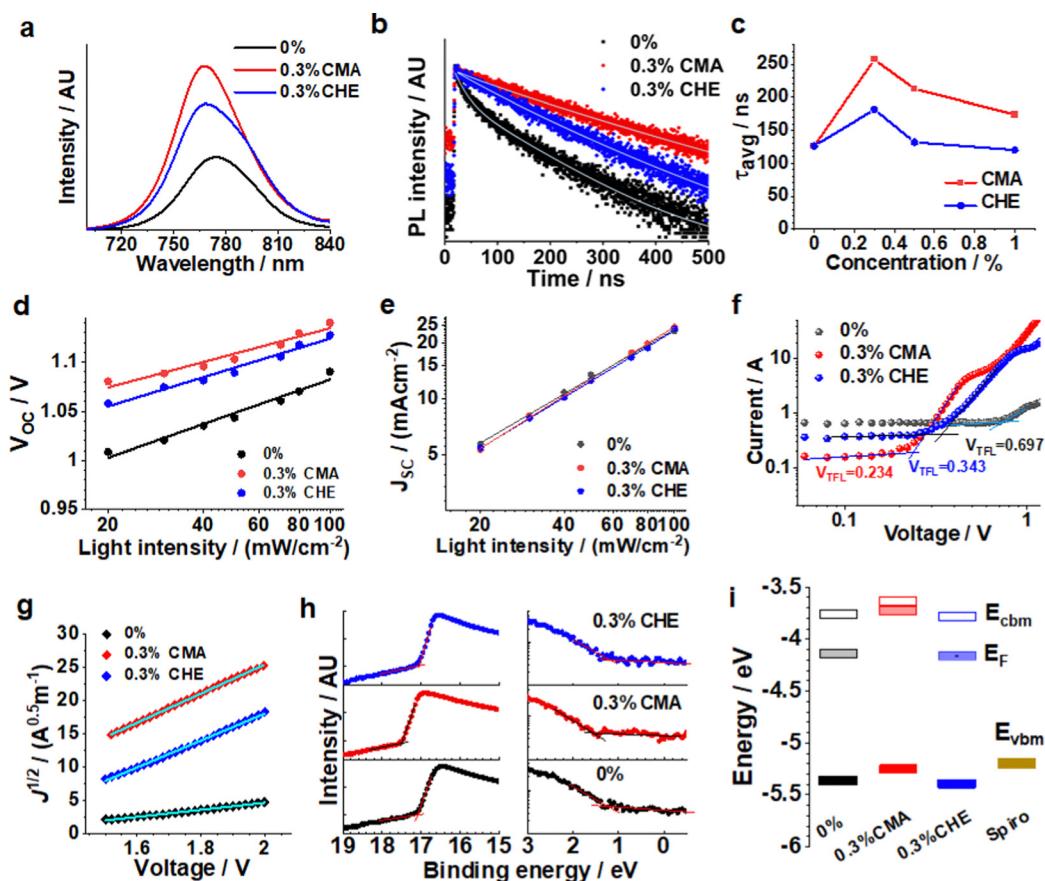 a
0%
0.3% CMA
0.3% CHE
Intensity / AU
720 750 780 810 840
Wavelength / nm
b
0%
0.3% CMA
0.3% CHE
PL intensity / AU
0 100 200 300 400 500
Time / ns
c
τavg / ns
300
250
200
150
100
50
0
CMA
CHE
0.0 0.2 0.4 0.6 0.8 1.0
Concentration / %
d
VOC / V
1.1
1.05
1
0.95
0%
0.3% CMA
0.3% CHE
20 40 60 80 100
Light intensity / (mW/cm-2)
e
JSC / (mAcm-2)
25
20
15
10
5
0%
0.3% CMA
0.3% CHE
20 40 60 80 100
Light intensity / (mW/cm-2)
f
0%
0.3% CMA
0.3% CHE
Current / A
10
1
0.1
VTFL=0.697
VTFL=0.343
VTFL=0.234
0.1 1
Voltage / V
g
J1/2 / (A0.5m-1)
30
25
20
15
10
5
0
0%
0.3% CMA
0.3% CHE
1.6 1.8 2
Voltage / V
h
Intensity / AU
0.3% CHE
0.3% CMA
0%
19 18 17 16 15 3 2 1 0
Binding energy / eV
i
Energy / eV
-3.5
-4
-4.5
-5
-5.5
-6
Ecbm
EF
Evbm
0%
0.3%CMA
0.3%CHE
Spiro